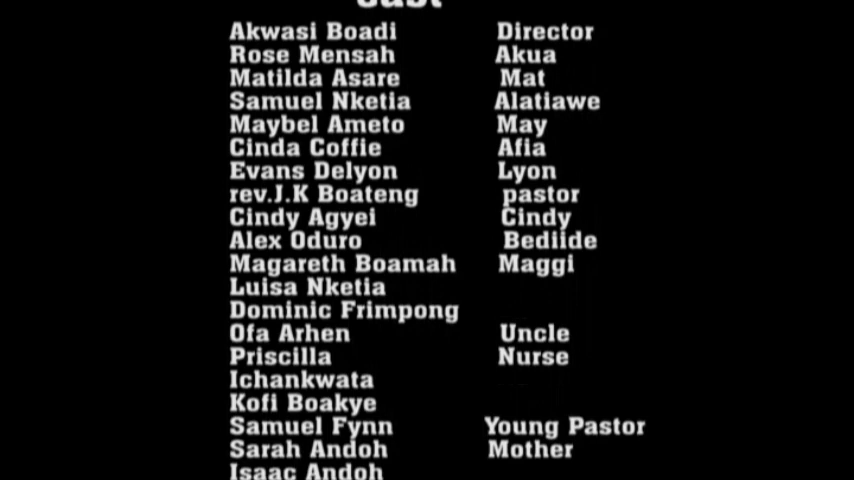 cast
Akwasi Boadi Director
Rose Mensah Akua
Matilda Asare Mat
Samuel Nketia Alatiawe
Maybel Ameto May
Cinda Coffie Afia
Evans Delyon Lyon
rev.J.K Boateng pastor
Cindy Agyei Cindy
Alex Oduro Bediide
Magareth Boamah Maggi
Luisa Nketia
Dominic Frimpong
Ofa Arhen Uncle
Priscilla Nurse
Ichankwata
Kofi Boakye
Samuel Fynn Young Pastor
Sarah Andoh Mother
Isaac Andoh